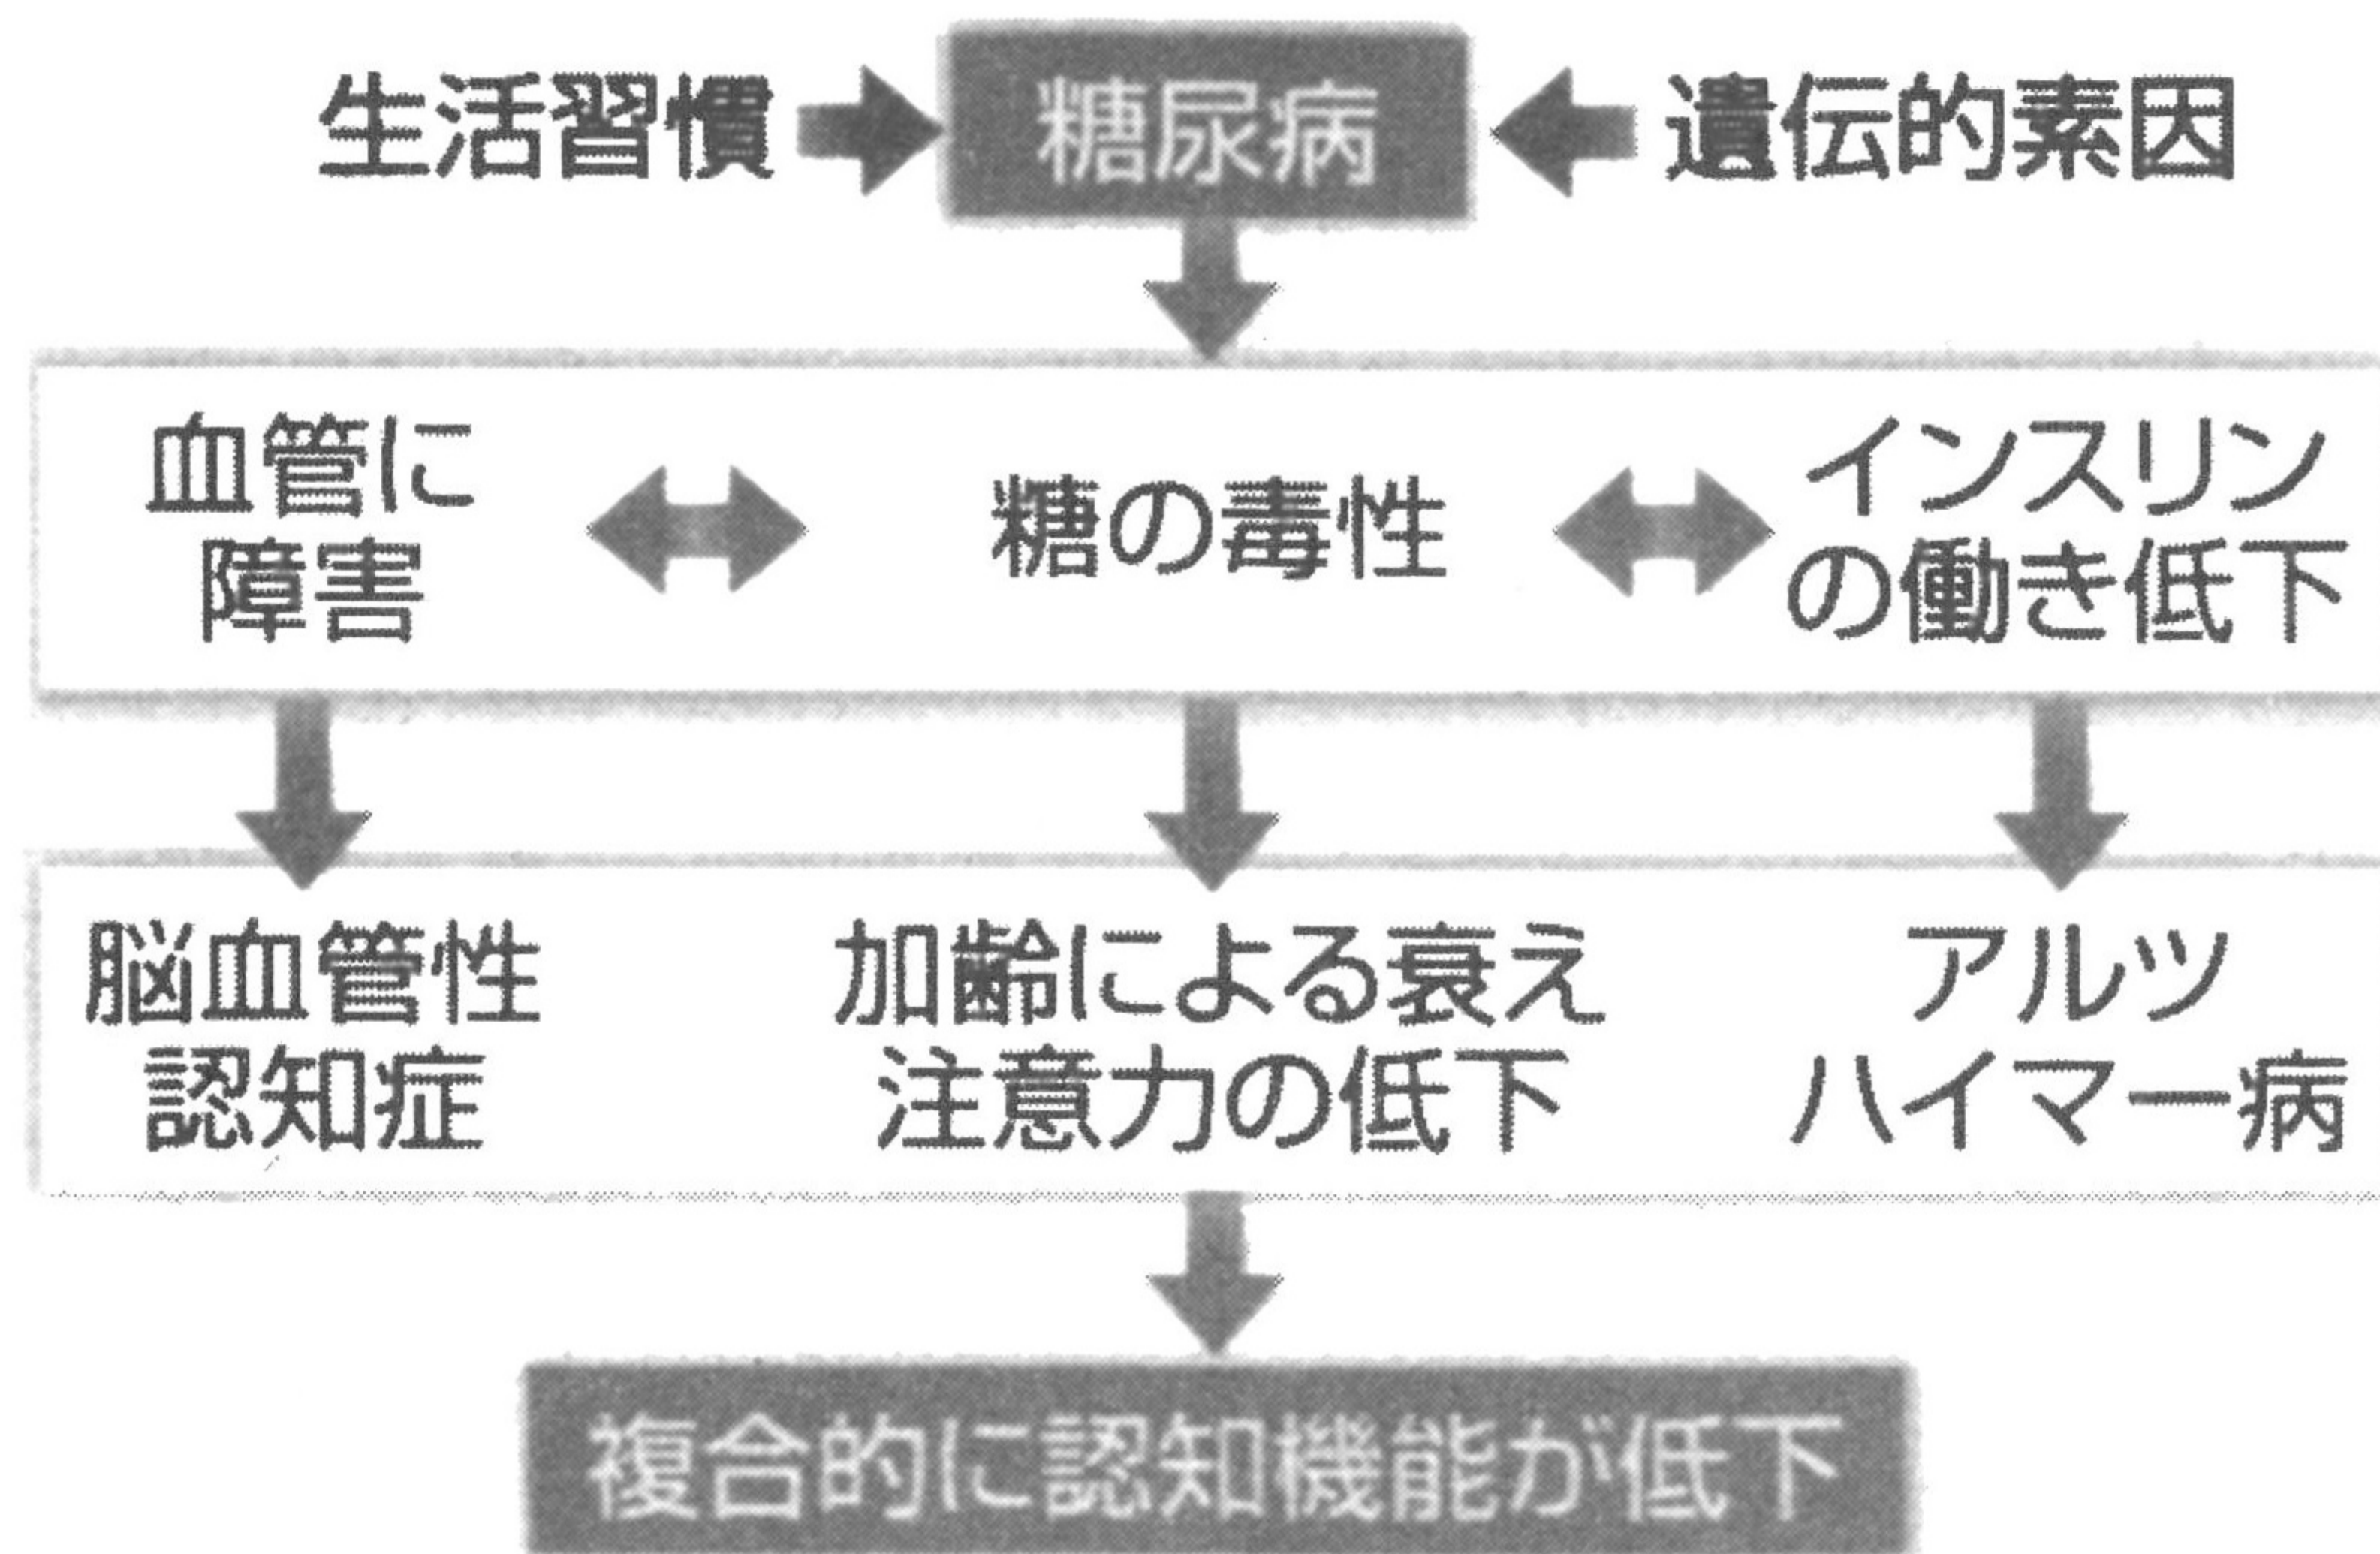 生活習慣 糖尿病 遺伝的素因
血管に
障害
糖の毒性
インスリン
の働き低下
脳血管性
認知症
加齢による衰え
注意力の低下
アルツ
ハイマー病
複合的に認知機能が低下